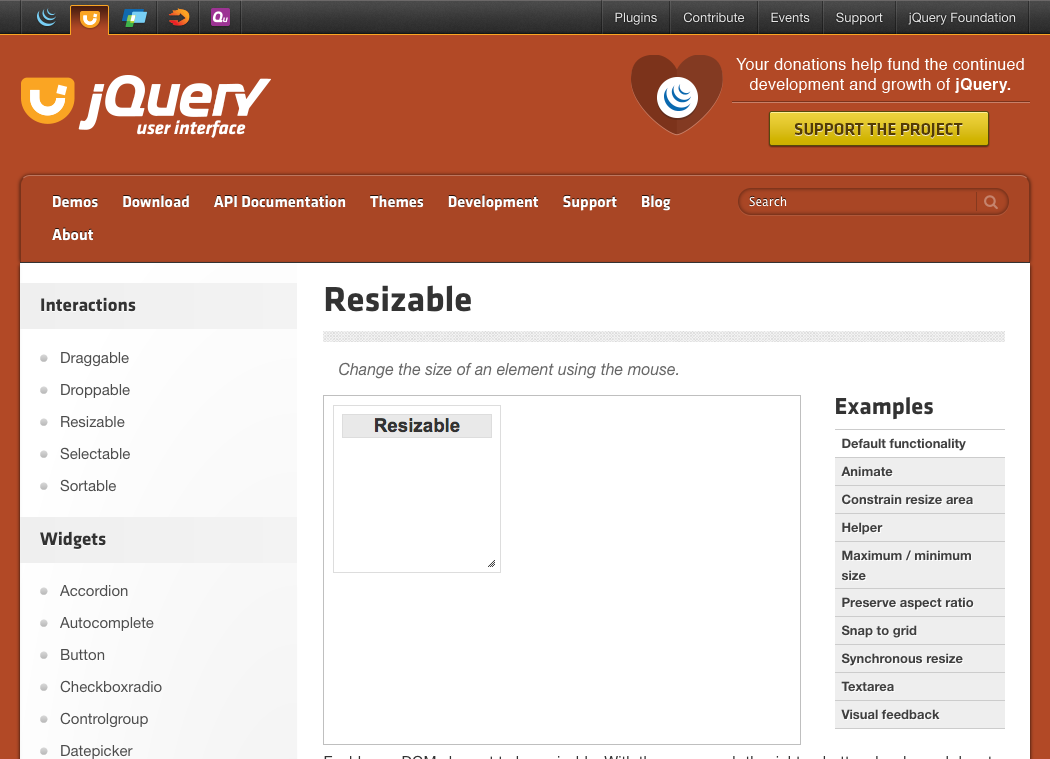 Plugins
Contribute
Events
Support
jQuery Foundation
Qu
jQuery
user interface
Your donations help fund the continued
development and growth of jQuery.
SUPPORT THE PROJECT
Demos
Download
API Documentation
Themes
Development
Support
Blog
About
Search
Interactions
Draggable
Droppable
Resizable
Selectable
Sortable
Widgets
Accordion
Autocomplete
Button
Checkboxradio
Controlgroup
Datepicker
Resizable
Change the size of an element using the mouse.
Resizable
Examples
Default functionality
Animate
Constrain resize area
Helper
Maximum / minimum
size
Preserve aspect ratio
Snap to grid
Synchronous resize
Textarea
Visual feedback